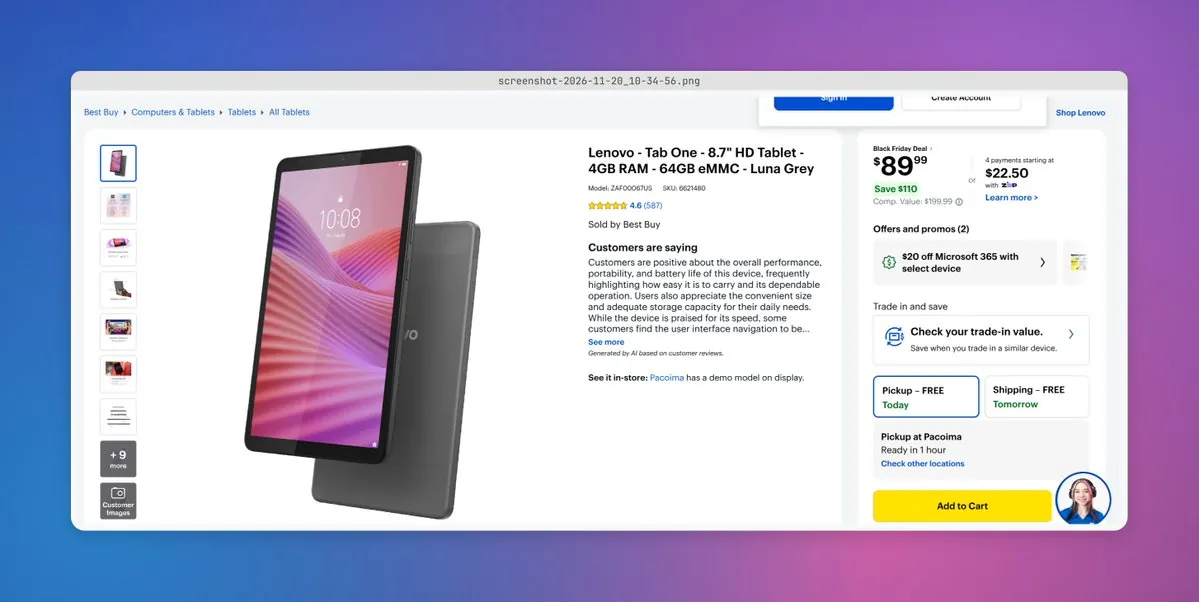 screenshot-2026-11-20_10-34-56.png
Sign In
Create Account
Best Buy
Computers & Tablets
Tablets
All Tablets
Shop Lenovo
+9
more
Customer
Images
10:08
Lenovo - Tab One - 8.7" HD Tablet -
4GB RAM - 64GB eMMC - Luna Grey
Model: ZAF00067US SKU: 6621480
4.6 (587)
Sold by Best Buy
Customers are saying
Customers are positive about the overall performance,
portability, and battery life of this device, frequently
highlighting how easy it is to carry and its dependable
operation. Users also appreciate the convenient size
and adequate storage capacity for their daily needs.
While the device is praised for its speed, some
customers find the user interface navigation to be...
See more
Generated by AI based on customer reviews.
See it in-store: Pacoima has a demo model on display.
Black Friday Deal
$89.99
Save $110
Comp. Value: $199.99
or
4 payments starting at
$22.50
with Zip
Learn more >
Offers and promos (2)
$20 off Microsoft 365 with
select device
Trade in and save
Check your trade-in value.
Save when you trade in a similar device.
Pickup – FREE
Today
Shipping – FREE
Tomorrow
Pickup at Pacoima
Ready in 1 hour
Check other locations
Add to Cart